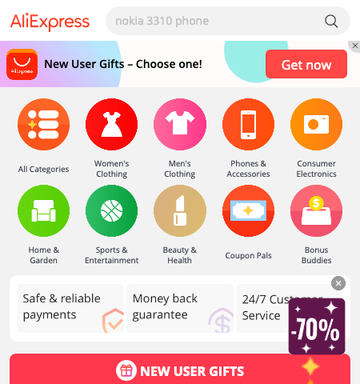 AliExpress
nokia 3310 phone
AliExpress
New User Gifts – Choose one!
Get now
All Categories
Women's
Clothing
Men's
Clothing
Phones &
Accessories
Consumer
Electronics
Home &
Garden
Sports &
Entertainment
Beauty &
Health
Coupon Pals
Bonus
Buddies
Safe & reliable
payments
Money back
guarantee
24/7 Customer
Service
-70%
NEW USER GIFTS